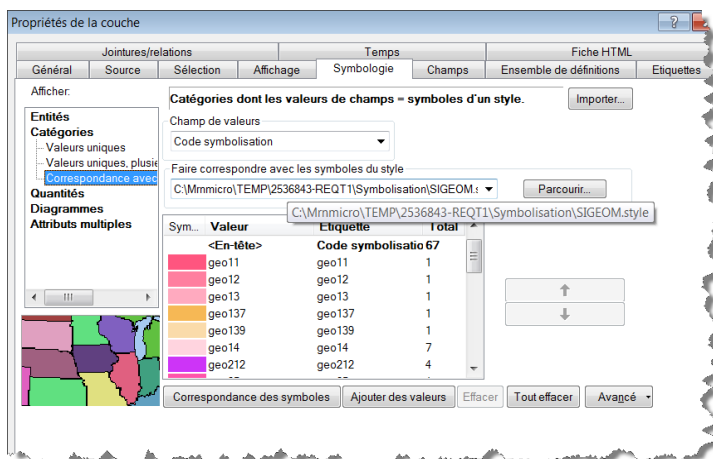 Propriétés de la couche
Jointures/relations Temps Fiche HTML
Général Source Sélection Affichage Symbologie Champs Ensemble de définitions Etiquettes
Afficher:
Entités
Catégories
Valeurs uniques
Valeurs uniques, plusie
Correspondance avec
Quantités
Diagrammes
Attributs multiples
Catégories dont les valeurs de champs = symboles d'un style.
Importer...
Champ de valeurs
Code symbolisation
Faire correspondre avec les symboles du style
C:\Mrnmicro\TEMP\2536843-REQT1\Symbolisation\SIGEOM.s
Parcourir...
C:\Mrnmicro\TEMP\2536843-REQT1\Symbolisation\SIGEOM.style
Sym... Valeur Etiquette Total
<En-tête> Code symbolisatio 67
geo11 geo11 1
geo12 geo12 1
geo13 geo13 1
geo137 geo137 1
geo139 geo139 1
geo14 geo14 7
geo212 geo212 4
Correspondance des symboles Ajouter des valeurs Effacer Tout effacer Avancé